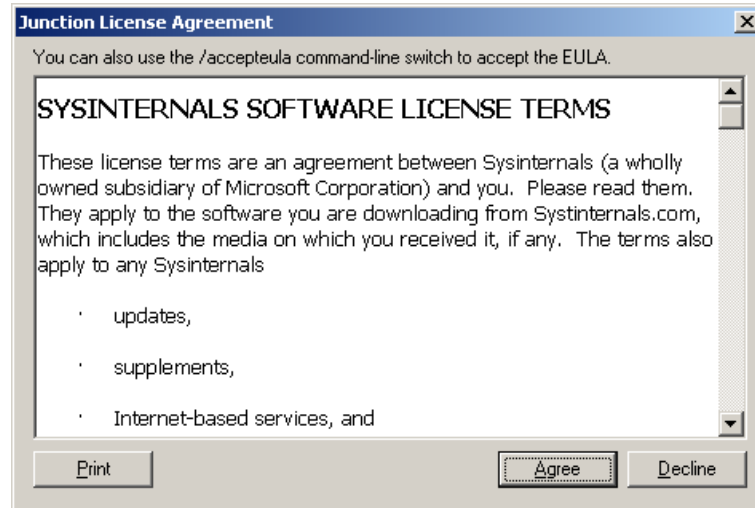 Junction License Agreement
You can also use the /accepteula command-line switch to accept the EULA.
SYSINTERNALS SOFTWARE LICENSE TERMS
These license terms are an agreement between Sysinternals (a wholly
owned subsidiary of Microsoft Corporation) and you.  Please read them.
They apply to the software you are downloading from Systinternals.com,
which includes the media on which you received it, if any.  The terms also
apply to any Sysinternals
· updates,
· supplements,
· Internet-based services, and
Print Agree Decline